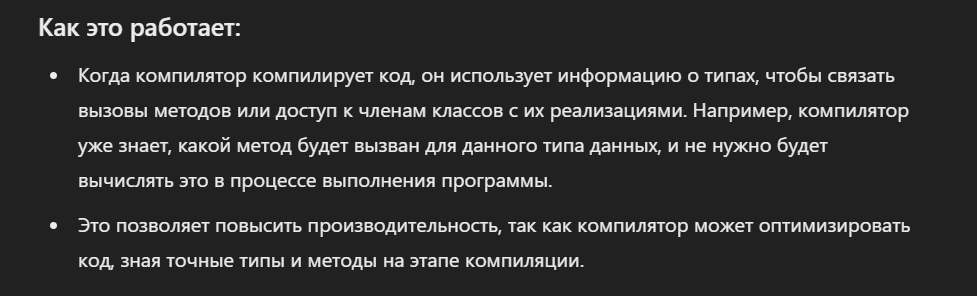 Как это работает:
• Когда компилятор компилирует код, он использует информацию о типах, чтобы связать
вызовы методов или доступ к членам классов с их реализациями. Например, компилятор
уже знает, какой метод будет вызван для данного типа данных, и не нужно будет
вычислять это в процессе выполнения программы.
• Это позволяет повысить производительность, так как компилятор может оптимизировать
код, зная точные типы и методы на этапе компиляции.